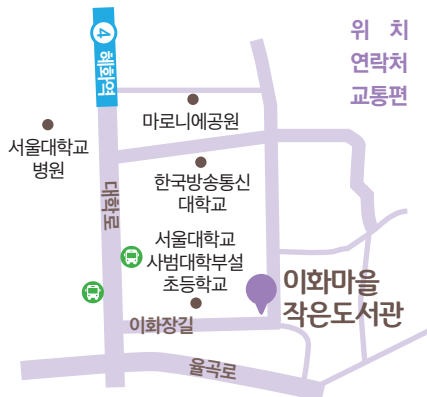 위 치
연락처
교통편
4 혜화역
마로니에공원
서울대학교
병원
한국방송통신
대학교
대학로
서울대학교
사범대학부설
초등학교
이화마을
작은도서관
이화장길
율곡로